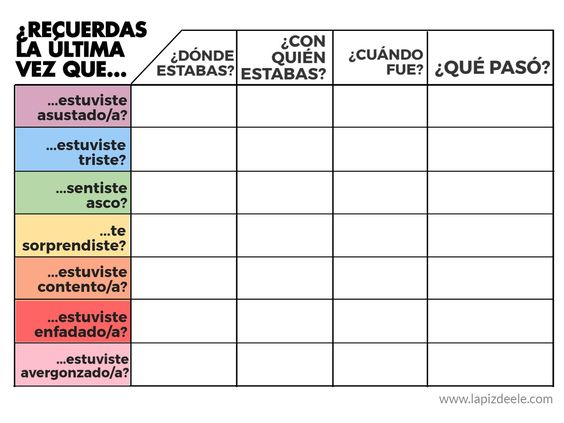 ¿RECUERDAS
LA ÚLTIMA
VEZ QUE...
¿DÓNDE
ESTABAS?
¿CON
QUIÉN
ESTABAS?
¿CUÁNDO
FUE?
¿QUÉ PASÓ?
...estuviste
asustado/a?
...estuviste
triste?
...sentiste
asco?
...te
sorprendiste?
...estuviste
contento/a?
...estuviste
enfadado/a?
...estuviste
avergonzado/a?
www.lapizdeele.com